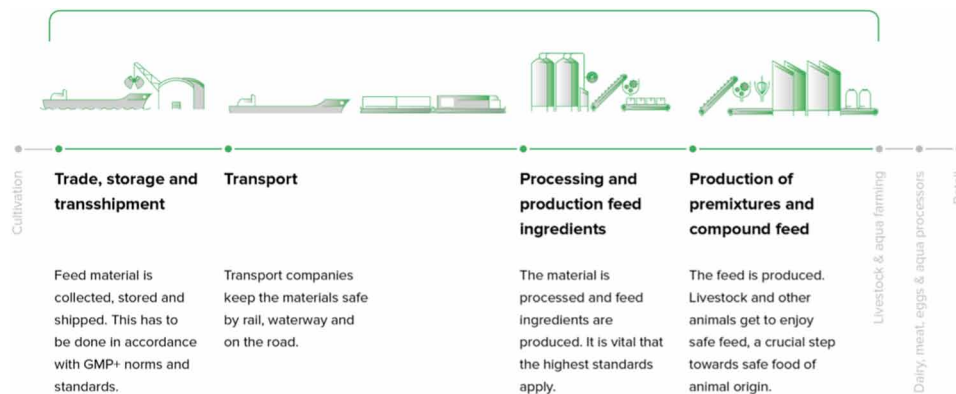 Cultivation
Trade, storage and
transshipment
Feed material is
collected, stored and
shipped. This has to
be done in accordance
with GMP+ norms and
standards.
Transport
Transport companies
keep the materials safe
by rail, waterway and
on the road.
Processing and
production feed
ingredients
The material is
processed and feed
ingredients are
produced. It is vital that
the highest standards
apply.
Production of
premixtures and
compound feed
The feed is produced.
Livestock and other
animals get to enjoy
safe feed, a crucial step
towards safe food of
animal origin.
Livestock & aqua farming
Dairy, meat, eggs & aqua processors